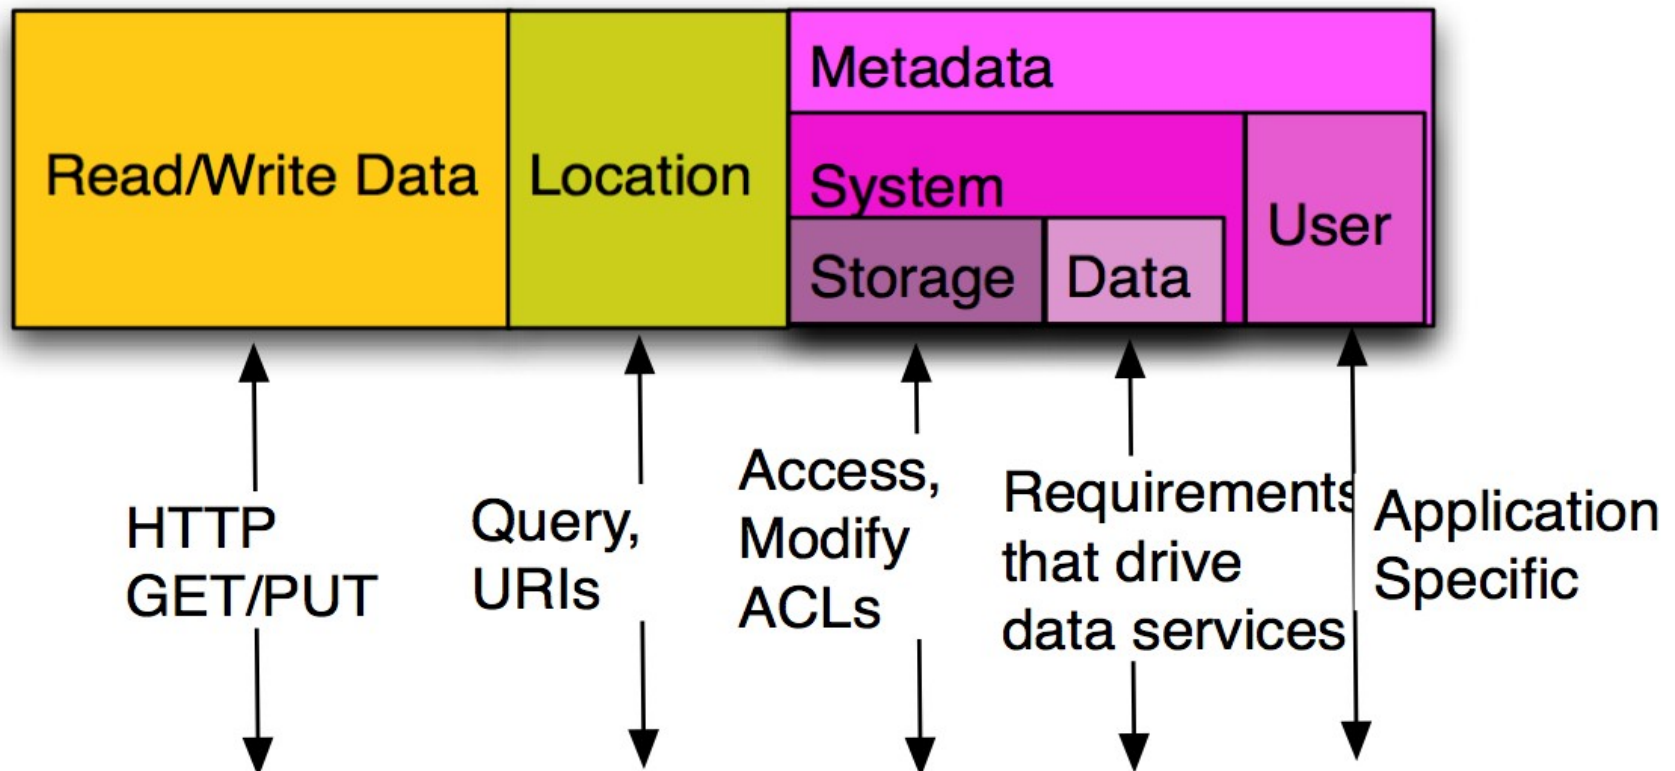 Metadata
Read/Write Data
Location
System
User
Storage
Data
HTTP
GET/PUT
Query,
URIs
Access,
Modify
ACLs
Requirements
that drive
data services
Application
Specific